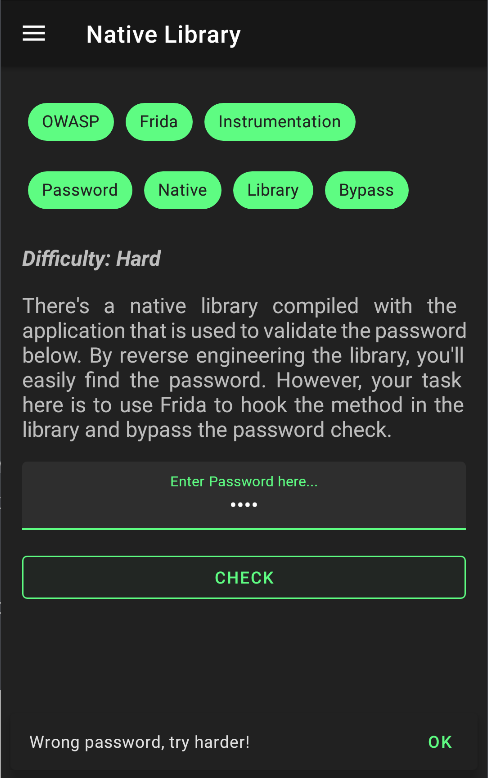 Native Library
OWASP Frida Instrumentation
Password Native Library Bypass
Difficulty: Hard
There's a native library compiled with the
application that is used to validate the password
below. By reverse engineering the library, you'll
easily find the password. However, your task
here is to use Frida to hook the method in the
library and bypass the password check.
Enter Password here...
••••
CHECK
Wrong password, try harder! OK